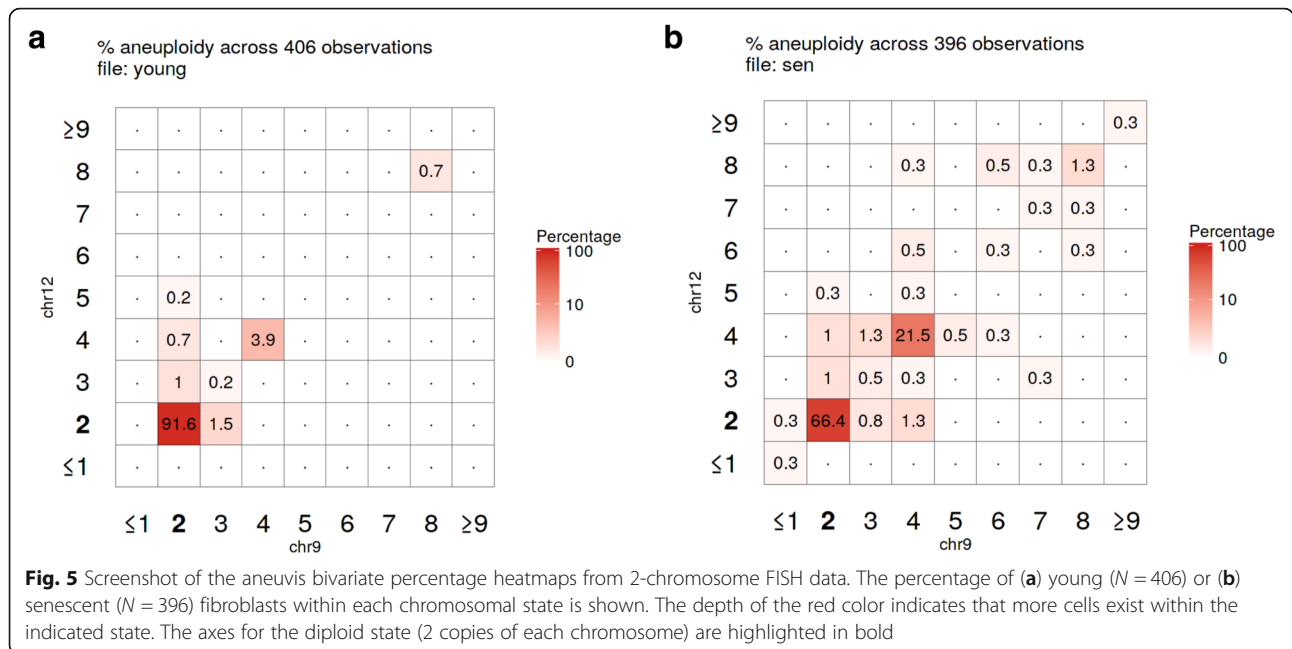 a
% aneuploidy across 406 observations
file: young
≥9 . . . . . . . . .
8 . . . . . . . 0.7 .
7 . . . . . . . . .
6 . . . . . . . . .
5 . 0.2 . . . . . . .
4 . 0.7 . 3.9 . . . . .
3 . 1 0.2 . . . . . .
2 . 91.6 1.5 . . . . . .
≤1 . . . . . . . . .
≤1 2 3 4 5 6 7 8 ≥9
chr12
chr9
Percentage
100
10
0
b
% aneuploidy across 396 observations
file: sen
≥9 . . . . . . . . 0.3
8 . . . 0.3 . 0.5 0.3 1.3 .
7 . . . . . . 0.3 0.3 .
6 . . . 0.5 . 0.3 . 0.3 .
5 . 0.3 . 0.3 . . . . .
4 . 1 1.3 21.5 0.5 0.3 . . .
3 . 1 0.5 0.3 . . 0.3 . .
2 0.3 66.4 0.8 1.3 . . . . .
≤1 0.3 . . . . . . . .
≤1 2 3 4 5 6 7 8 ≥9
chr12
chr9
Percentage
100
10
0
Fig. 5 Screenshot of the aneuvis bivariate percentage heatmaps from 2-chromosome FISH data. The percentage of (a) young (N = 406) or (b)
senescent (N = 396) fibroblasts within each chromosomal state is shown. The depth of the red color indicates that more cells exist within the
indicated state. The axes for the diploid state (2 copies of each chromosome) are highlighted in bold